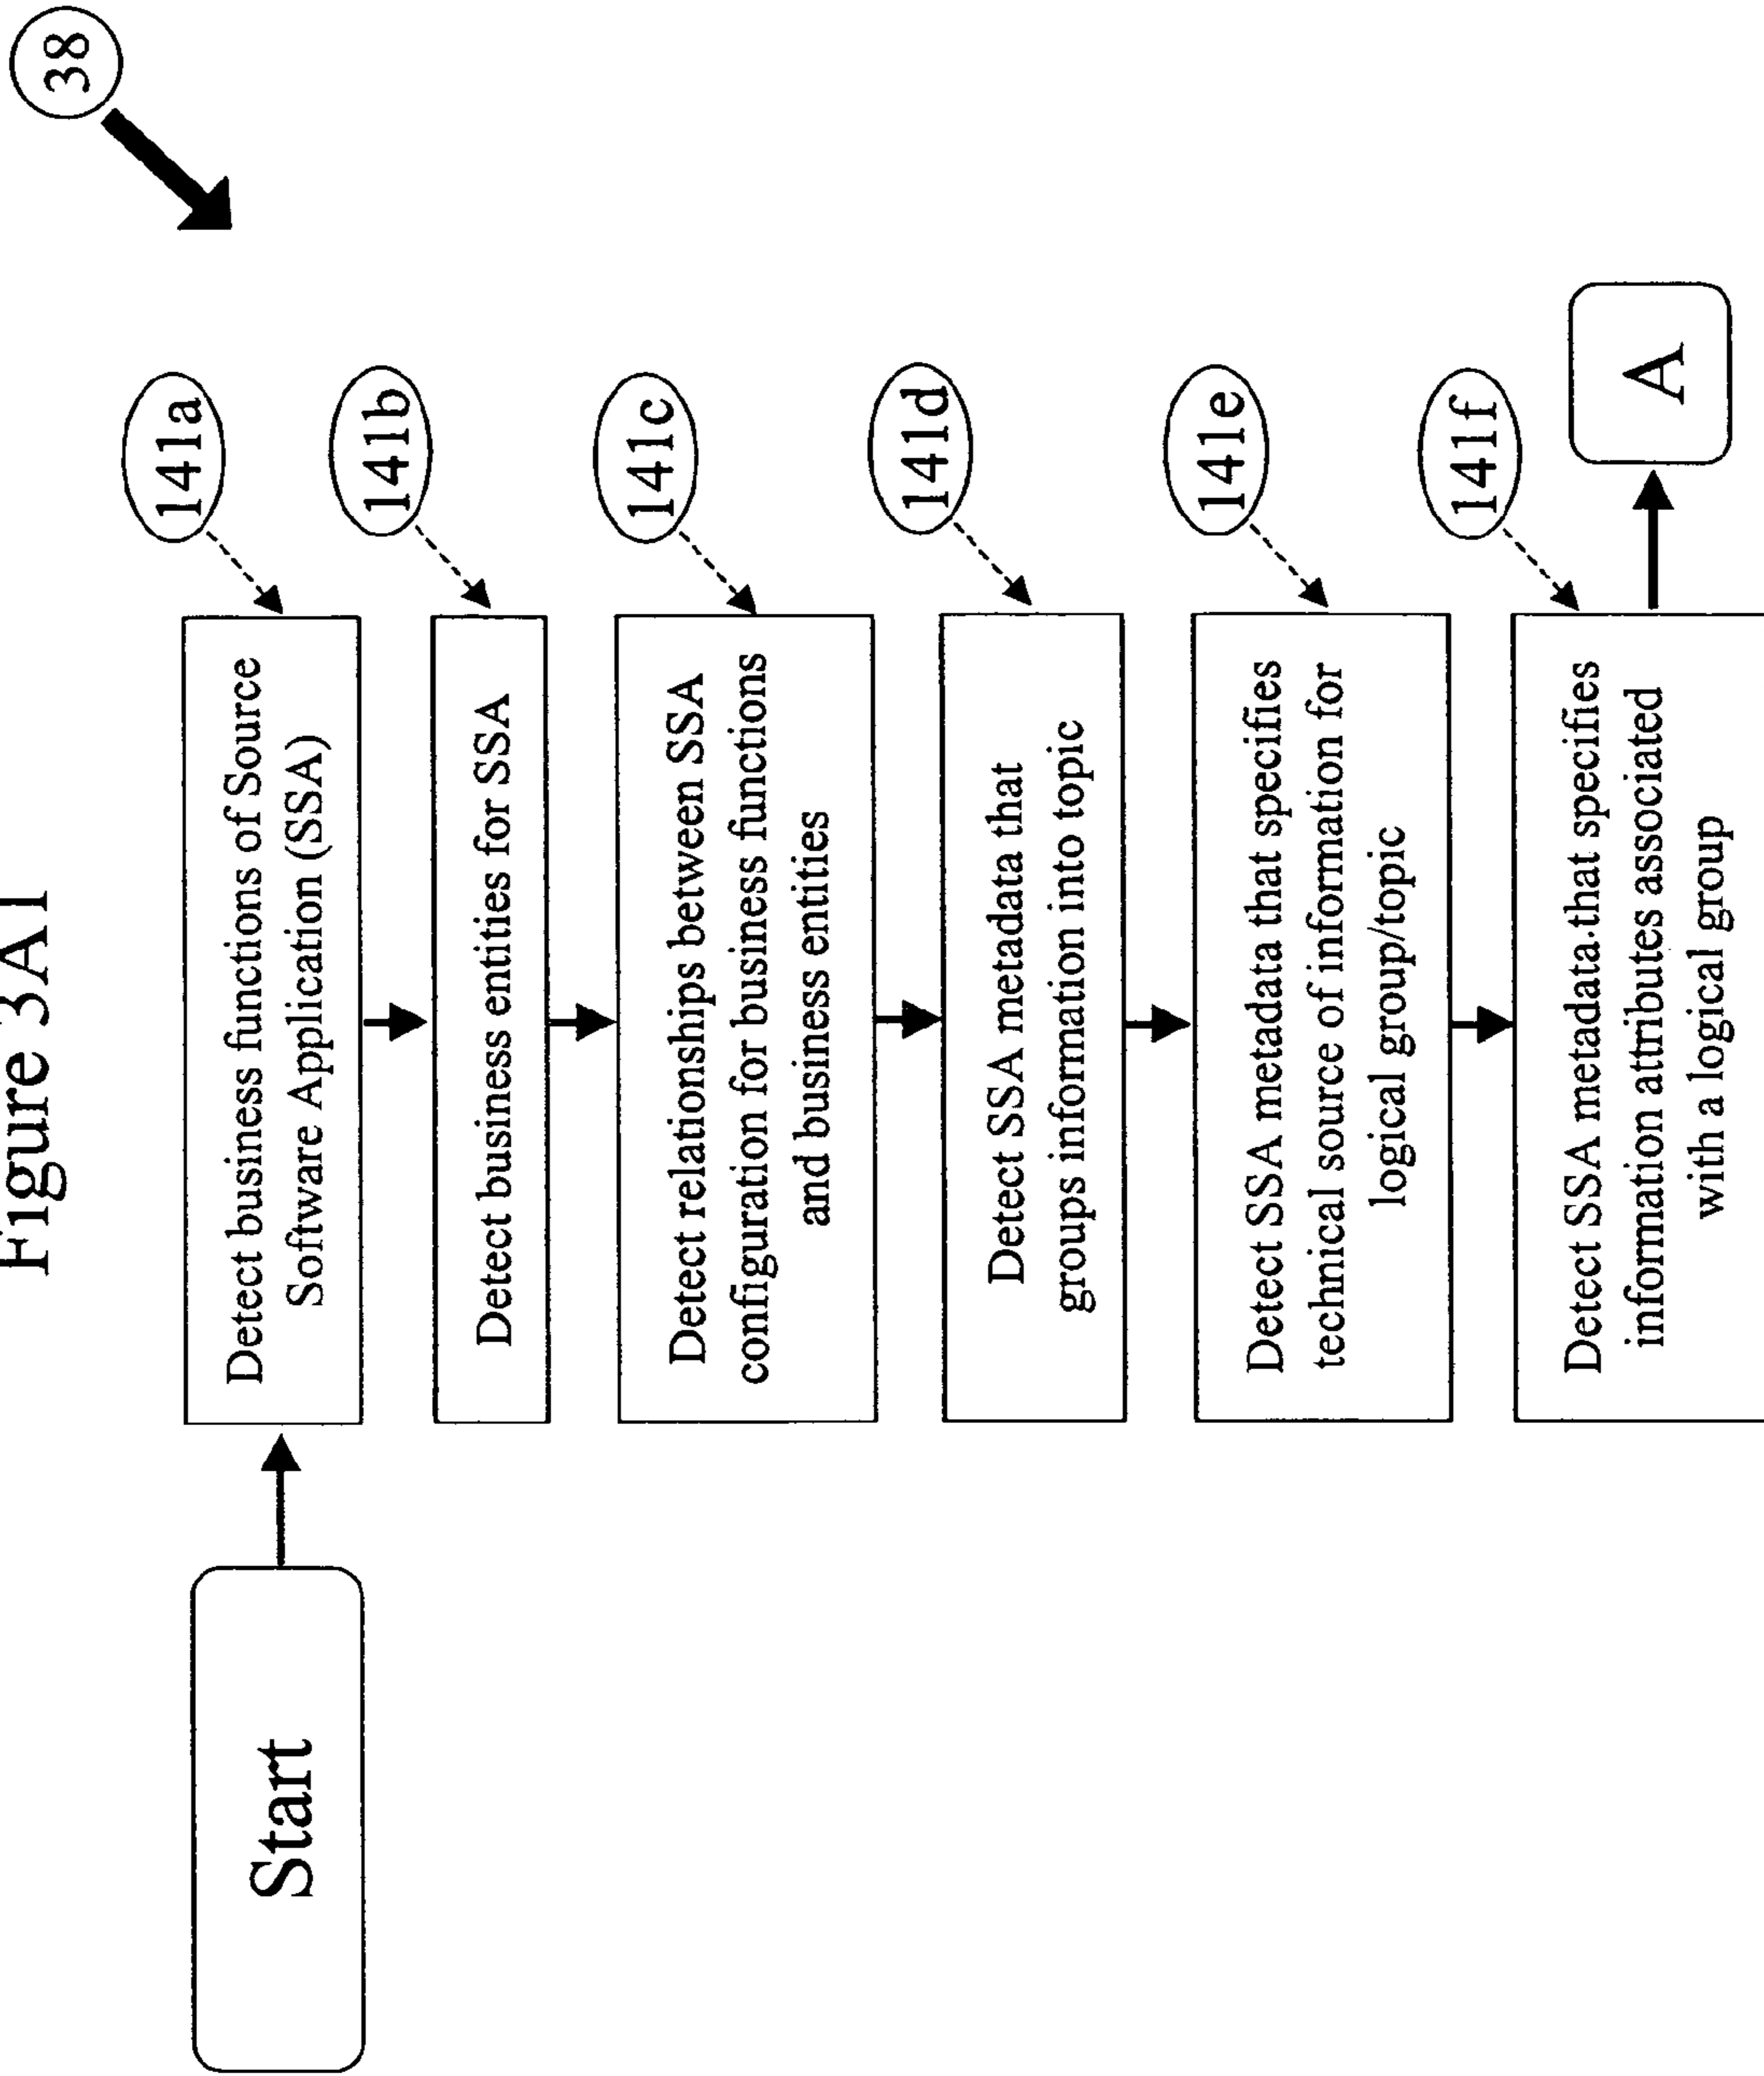 Figure 3A1
38
Start
Detect business functions of Source
Software Application (SSA)
141a
Detect business entities for SSA
141b
Detect relationships between SSA
configuration for business functions
and business entities
141c
Detect SSA metadata that
groups information into topic
141d
Detect SSA metadata that specifies
technical source of information for
logical group/topic
141e
Detect SSA metadata that specifies
information attributes associated
with a logical group
141f
A